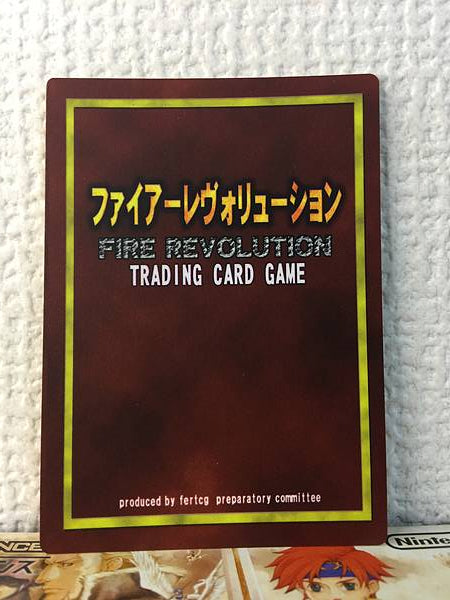 ファイアーレヴォリューション
FIRE REVOLUTION
TRADING CARD GAME
produced by fertcg preparatory committee
Ninten